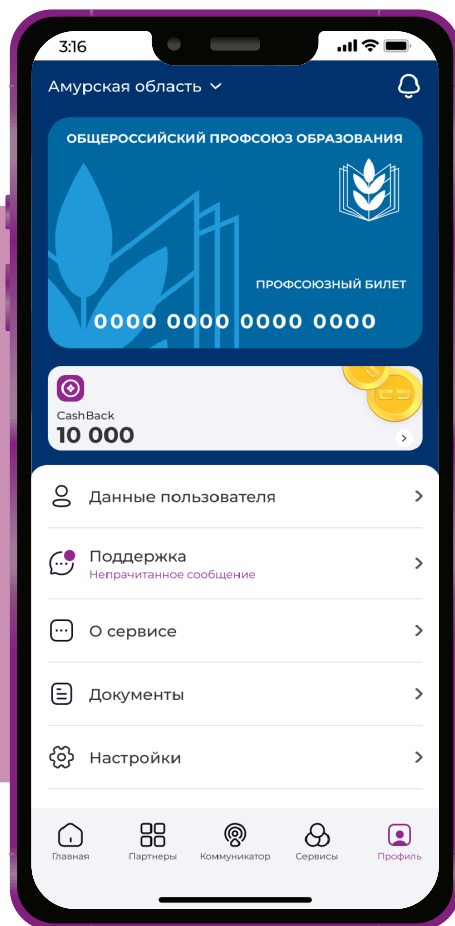 3:16
Амурская область
ОБЩЕРОССИЙСКИЙ ПРОФСОЮЗ ОБРАЗОВАНИЯ
ПРОФСОЮЗНЫЙ БИЛЕТ
0000 0000 0000 0000
CashBack
10 000
Данные пользователя
Поддержка
Непрачитанное сообщение
О сервисе
Документы
Настройки
Главная Партнеры Коммуникатор Сервисы Профиль